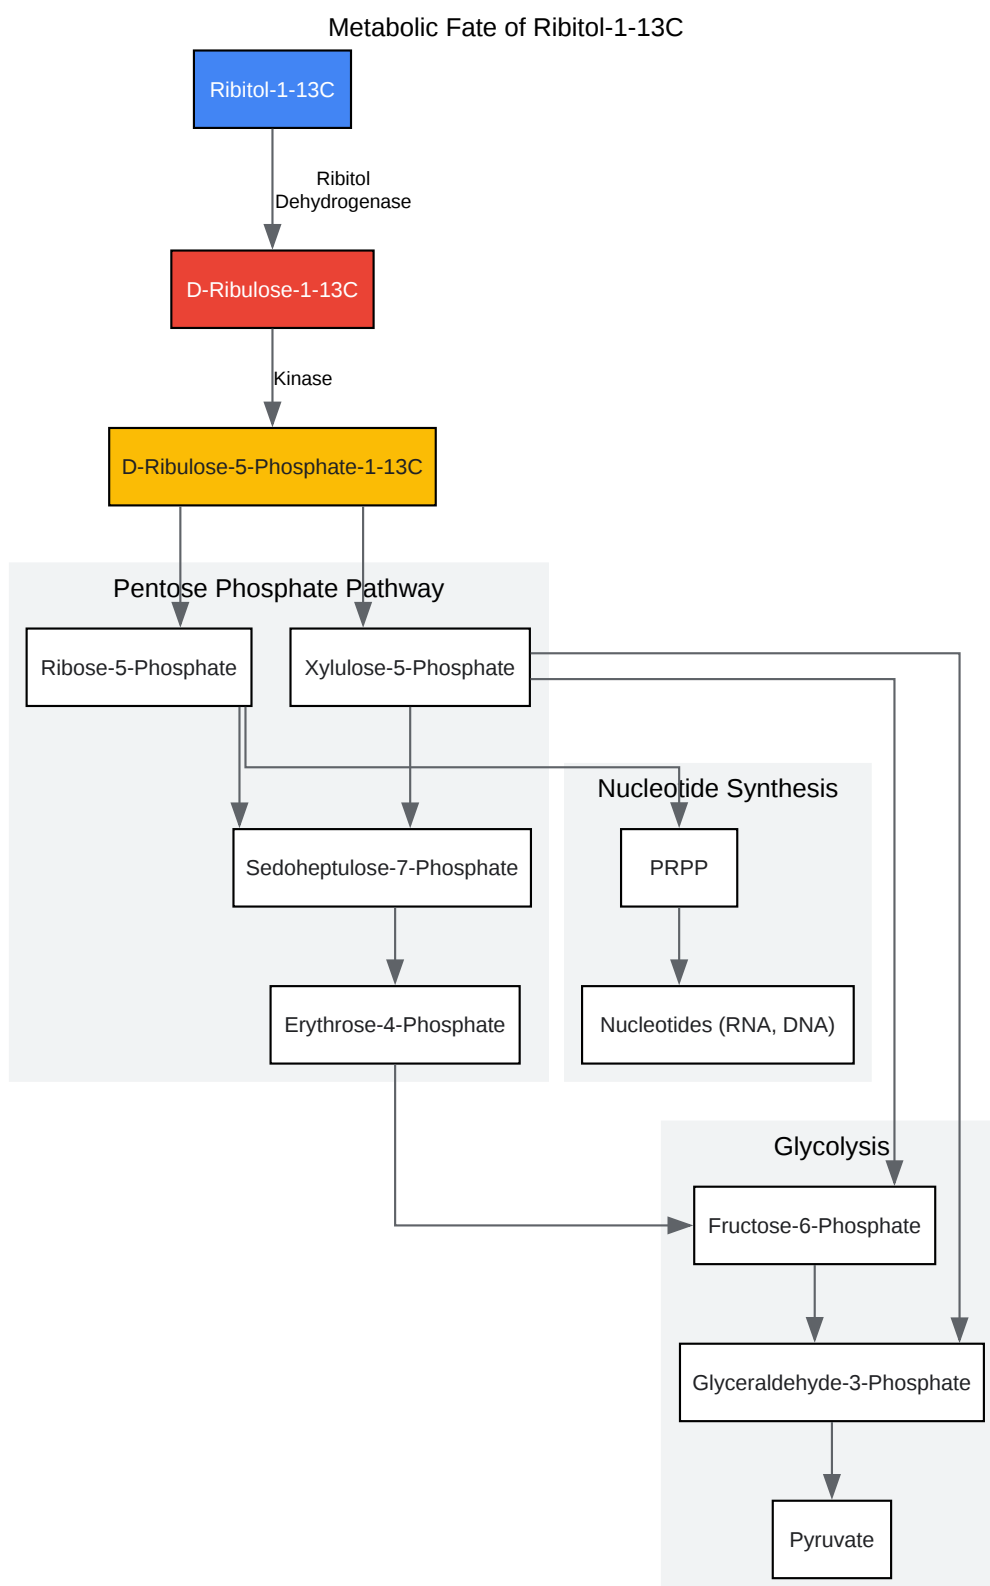 Metabolic Fate of Ribitol-1-13C
Ribitol-1-13C
Ribitol
Dehydrogenase
D-Ribulose-1-13C
Kinase
D-Ribulose-5-Phosphate-1-13C
Pentose Phosphate Pathway
Ribose-5-Phosphate
Xylulose-5-Phosphate
Nucleotide Synthesis
Sedoheptulose-7-Phosphate
PRPP
Erythrose-4-Phosphate
Nucleotides (RNA, DNA)
Glycolysis
Fructose-6-Phosphate
Glyceraldehyde-3-Phosphate
Pyruvate